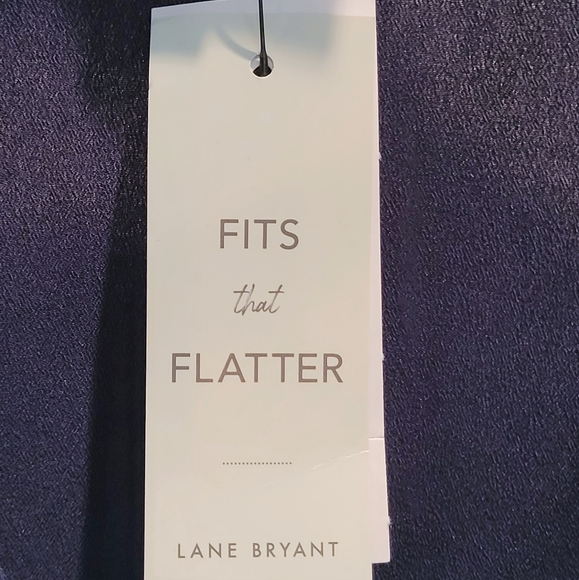 FITS
that
FLATTER
LANE BRYANT